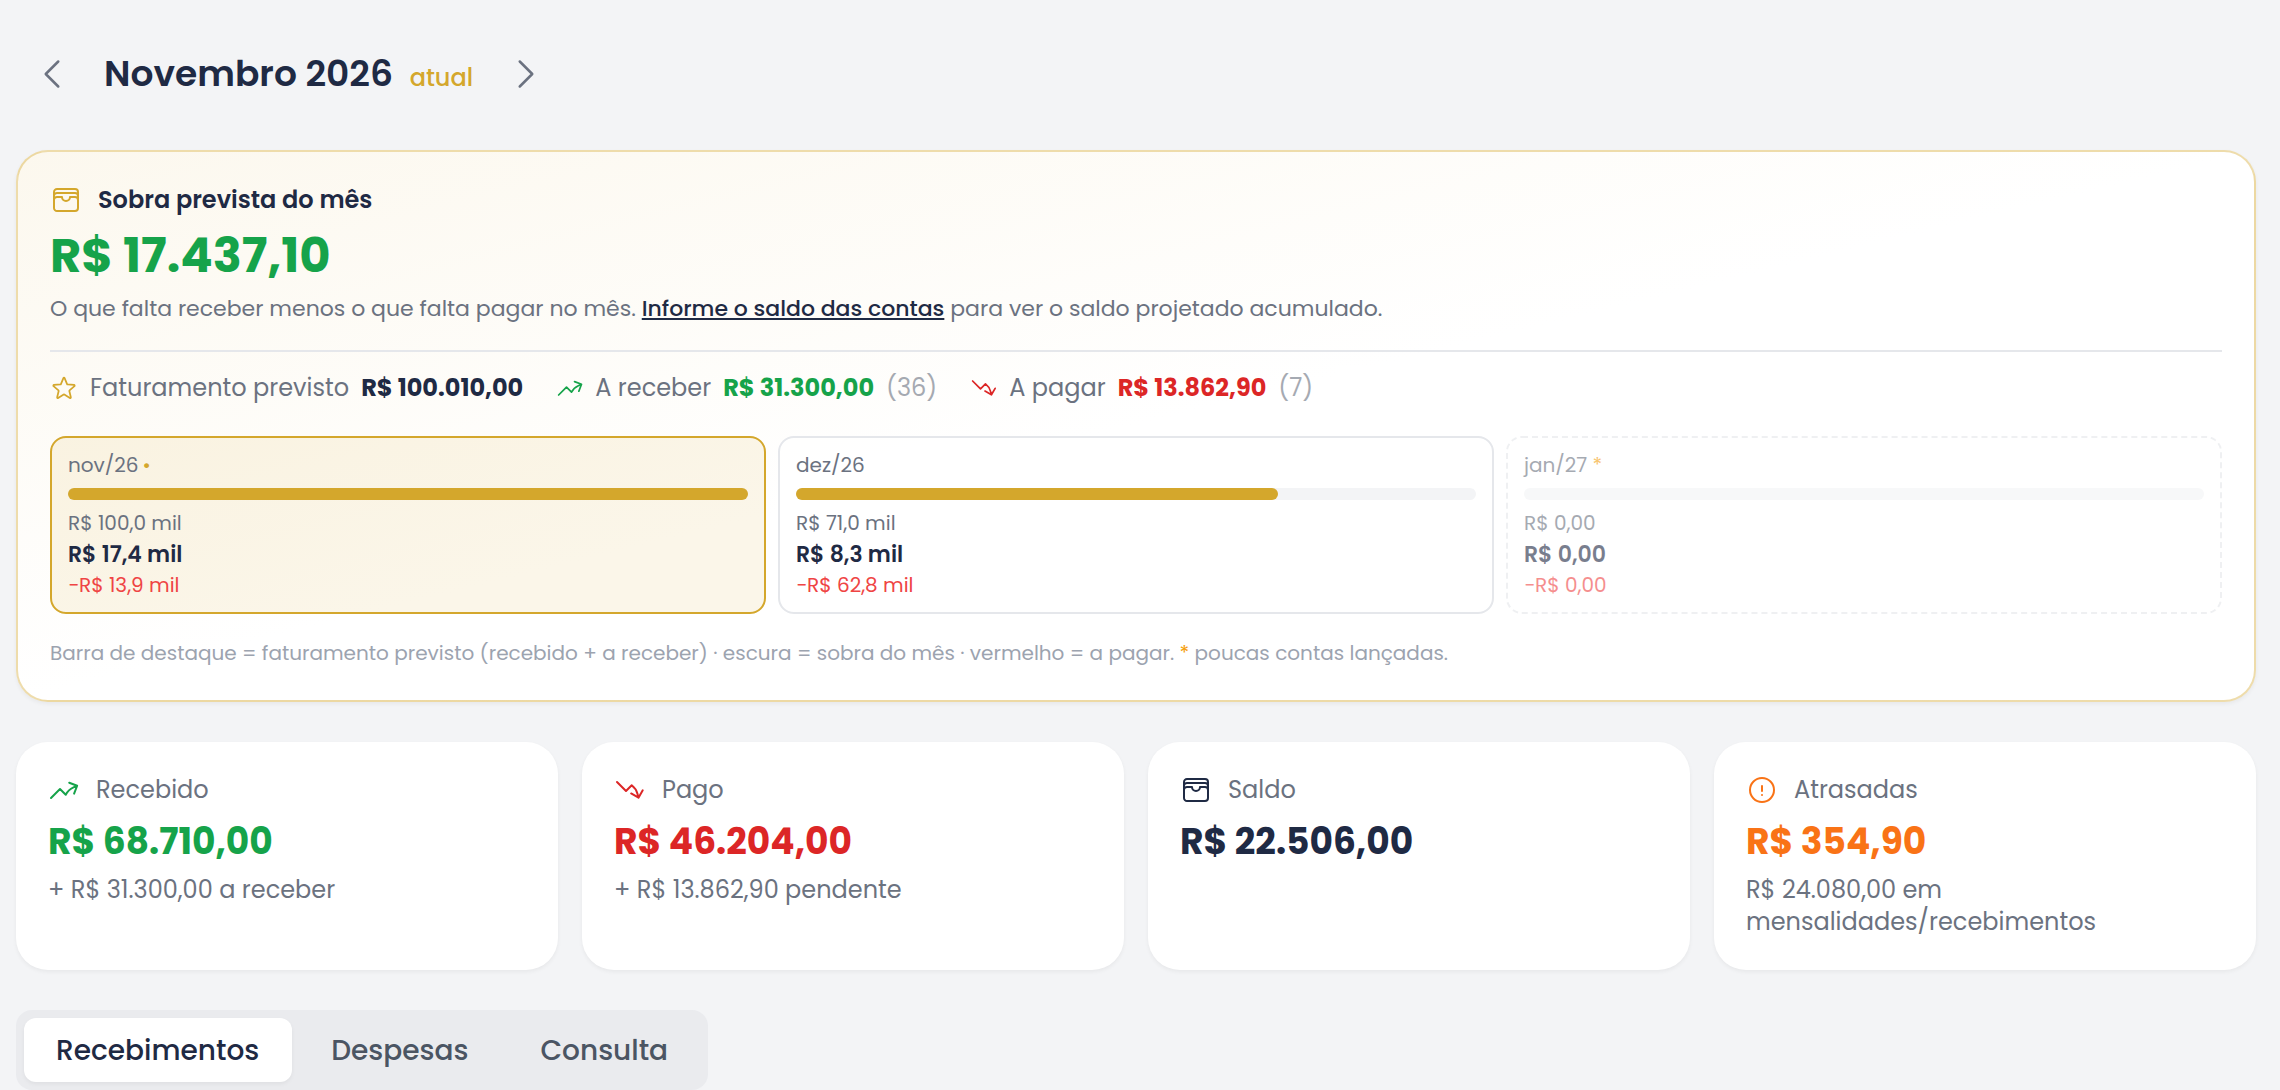 Novembro 2026 atual
Sobra prevista do mês
R$ 17.437,10
O que falta receber menos o que falta pagar no mês. Informe o saldo das contas para ver o saldo projetado acumulado.
Faturamento previsto R$ 100.010,00 A receber R$ 31.300,00 (36) A pagar R$ 13.862,90 (7)
nov/26 •
R$ 100,0 mil
R$ 17,4 mil
-R$ 13,9 mil
dez/26
R$ 71,0 mil
R$ 8,3 mil
-R$ 62,8 mil
jan/27 *
R$ 0,00
R$ 0,00
-R$ 0,00
Barra de destaque = faturamento previsto (recebido + a receber) · escura = sobra do mês · vermelho = a pagar. * poucas contas lançadas.
Recebido
R$ 68.710,00
+ R$ 31.300,00 a receber
Pago
R$ 46.204,00
+ R$ 13.862,90 pendente
Saldo
R$ 22.506,00
Atrasadas
R$ 354,90
R$ 24.080,00 em
mensalidades/recebimentos
Recebimentos Despesas Consulta